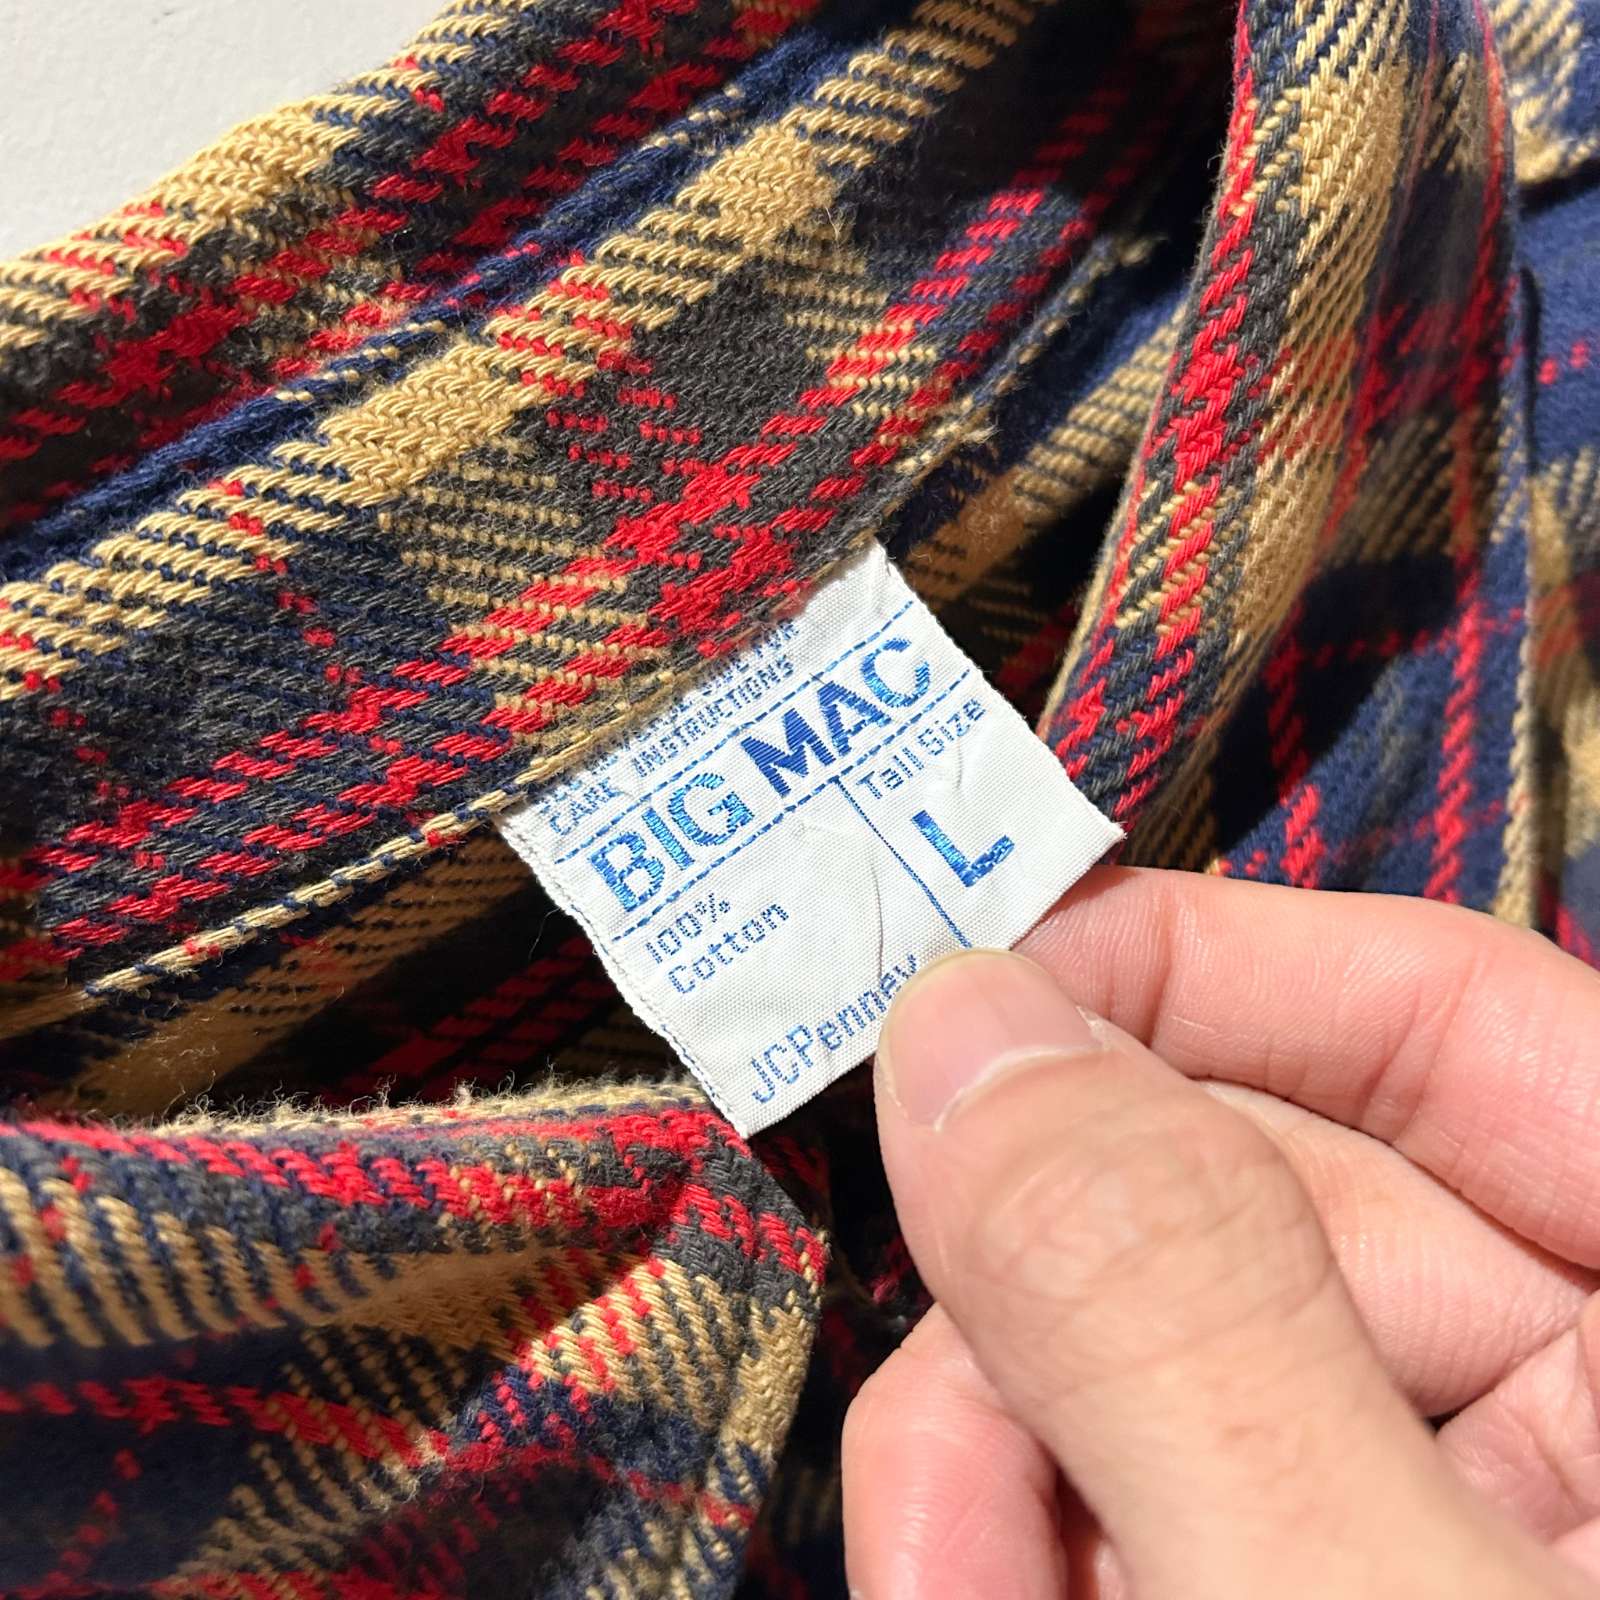 CARE INSTRUCTIONS
BIG MAC
100%
Cotton
Tall Size
L
JCPenney